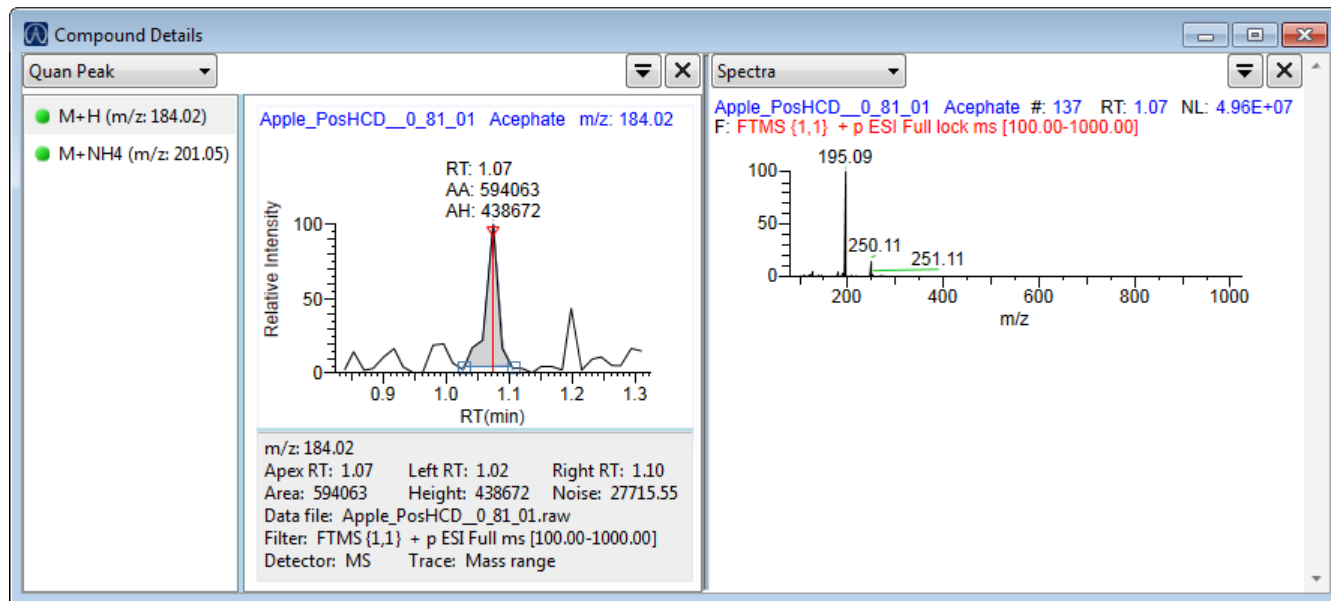 Compound Details
Quan Peak
M+H (m/z: 184.02)
M+NH4 (m/z: 201.05)
Apple_PosHCD__0_81_01 Acephate m/z: 184.02
RT: 1.07
AA: 594063
AH: 438672
Relative Intensity
100
50
0
0.9 1.0 1.1 1.2 1.3
RT(min)
m/z: 184.02
Apex RT: 1.07 Left RT: 1.02 Right RT: 1.10
Area: 594063 Height: 438672 Noise: 27715.55
Data file: Apple_PosHCD__0_81_01.raw
Filter: FTMS {1,1} + p ESI Full ms [100.00-1000.00]
Detector: MS Trace: Mass range
Spectra
Apple_PosHCD__0_81_01 Acephate #: 137 RT: 1.07 NL: 4.96E+07
F: FTMS {1,1} + p ESI Full lock ms [100.00-1000.00]
195.09
100
50
250.11
251.11
0
200 400 600 800 1000
m/z